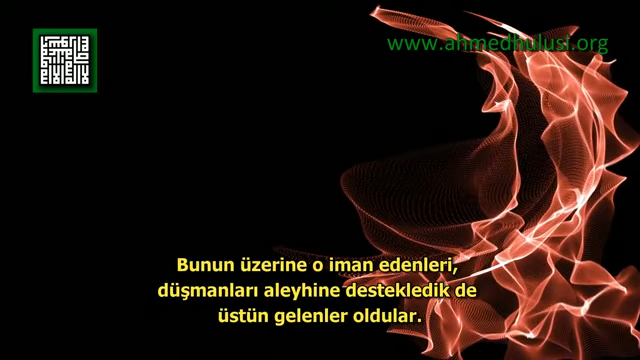 www.ahmedhulusi.org
Bunun üzerine o iman edenleri,
düşmanları aleyhine destekledik de
üstün gelenler oldular.